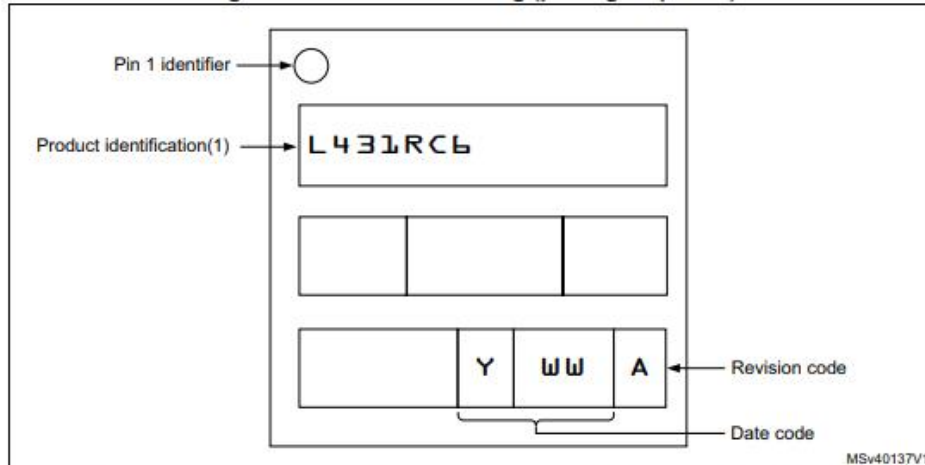 Pin 1 identifier
Product identification(1)
L431RC6
Y WW A
Revision code
Date code
MSv40137V1